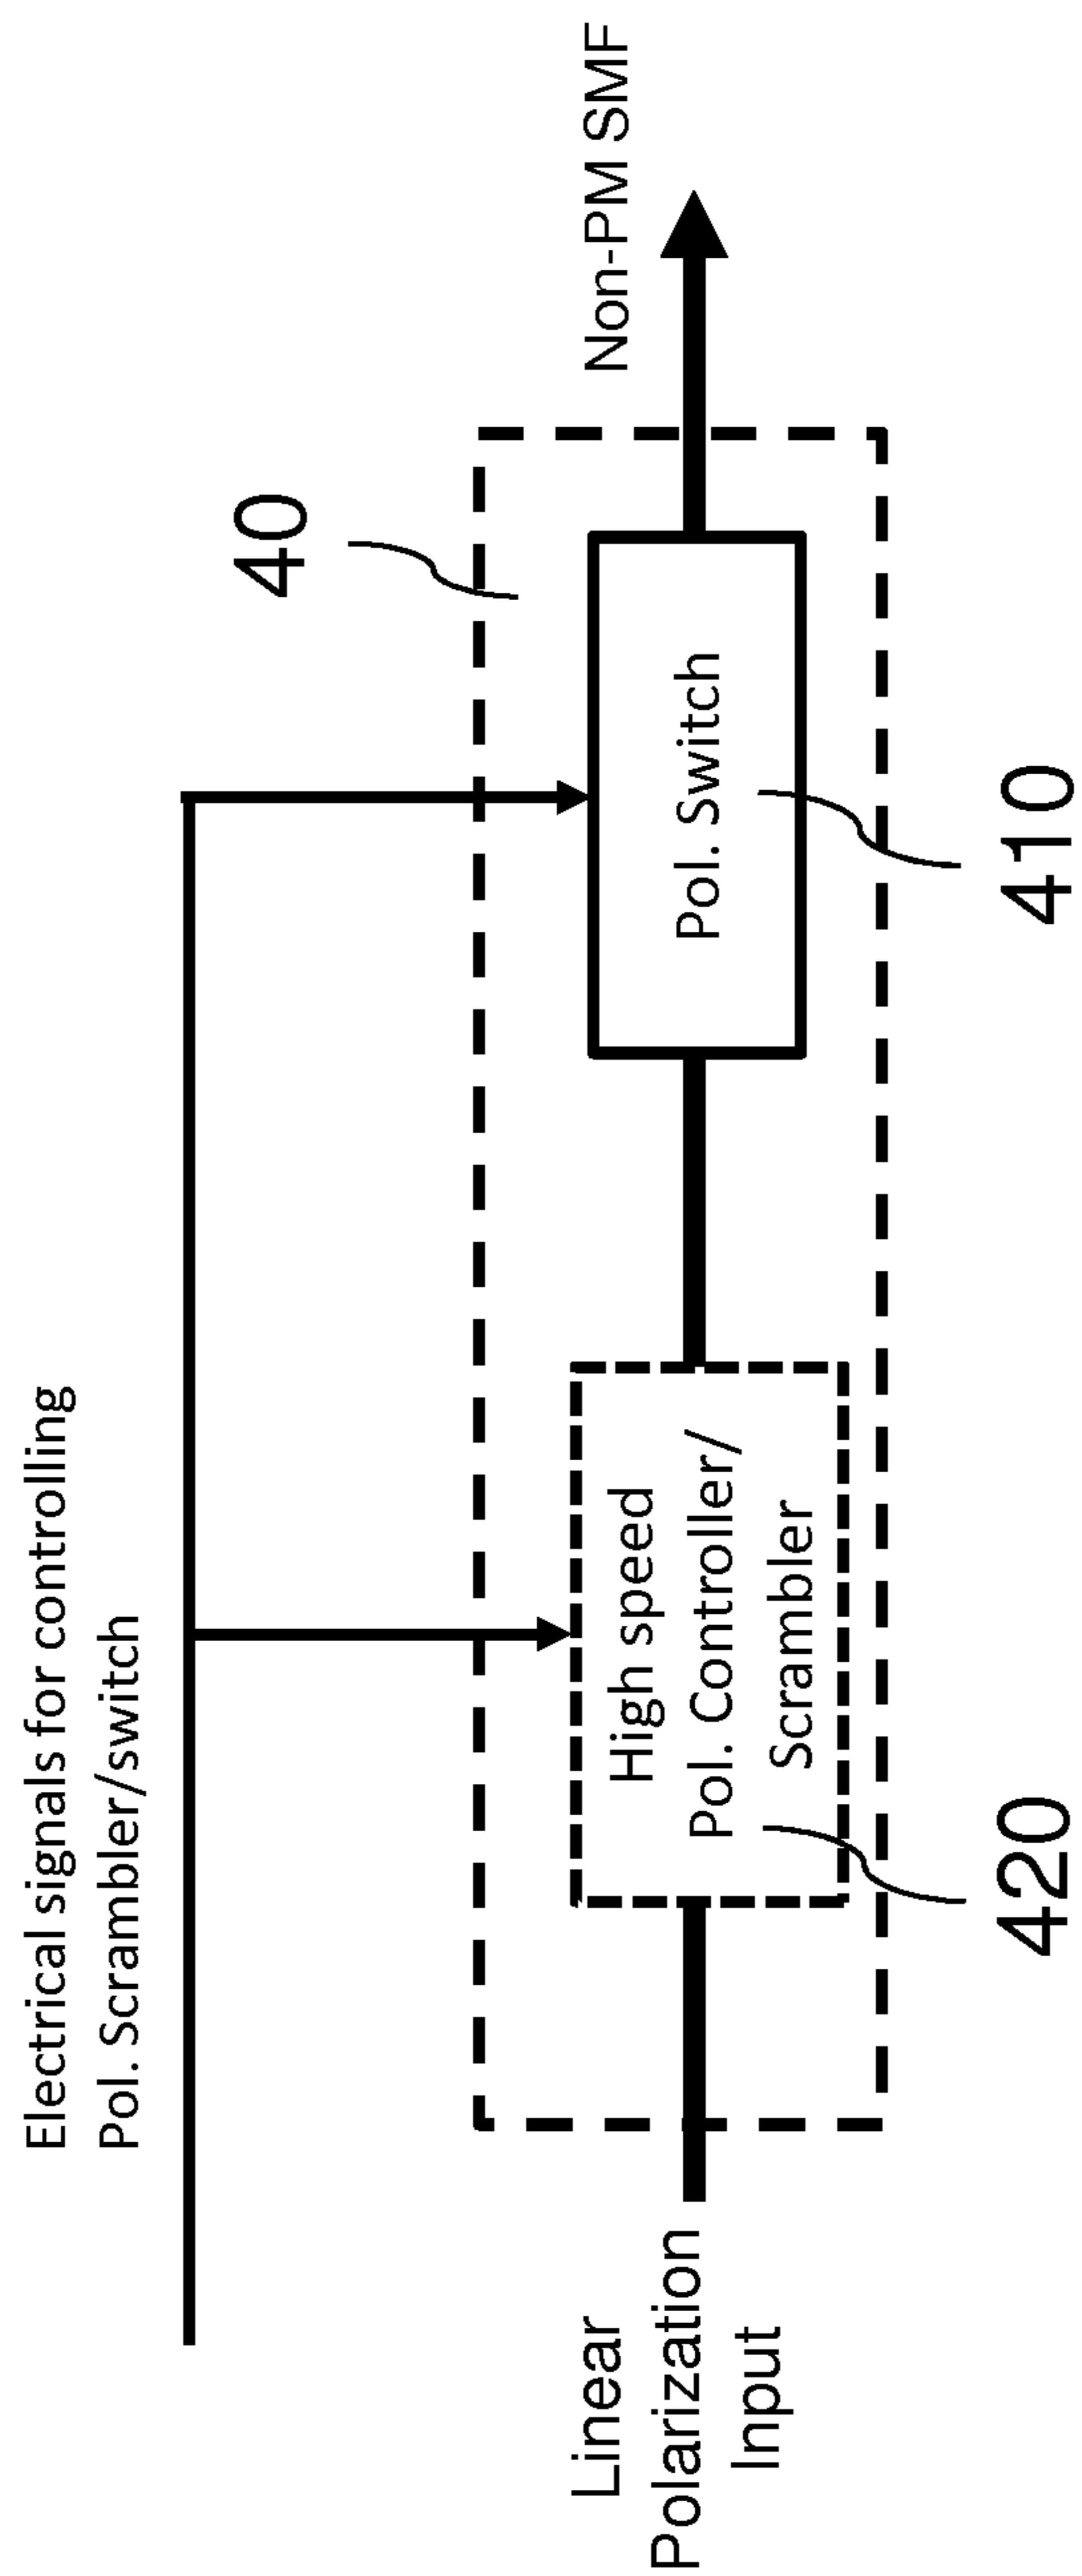 Electrical signals for controlling
Pol. Scrambler/switch
40
Linear
Polarization
Input
High speed
Pol. Controller/
Scrambler
Pol. Switch
Non-PM SMF
420
410